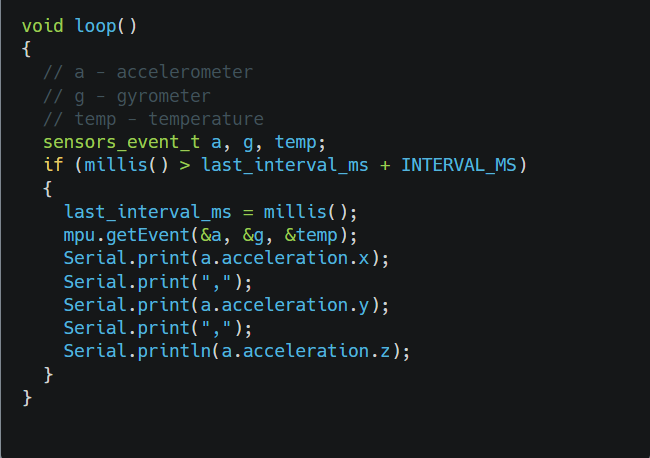 void loop()
{
  // a - accelerometer
  // g - gyrometer
  // temp - temperature
  sensors_event_t a, g, temp;
  if (millis() > last_interval_ms + INTERVAL_MS)
  {
    last_interval_ms = millis();
    mpu.getEvent(&a, &g, &temp);
    Serial.print(a.acceleration.x);
    Serial.print(",");
    Serial.print(a.acceleration.y);
    Serial.print(",");
    Serial.println(a.acceleration.z);
  }
}